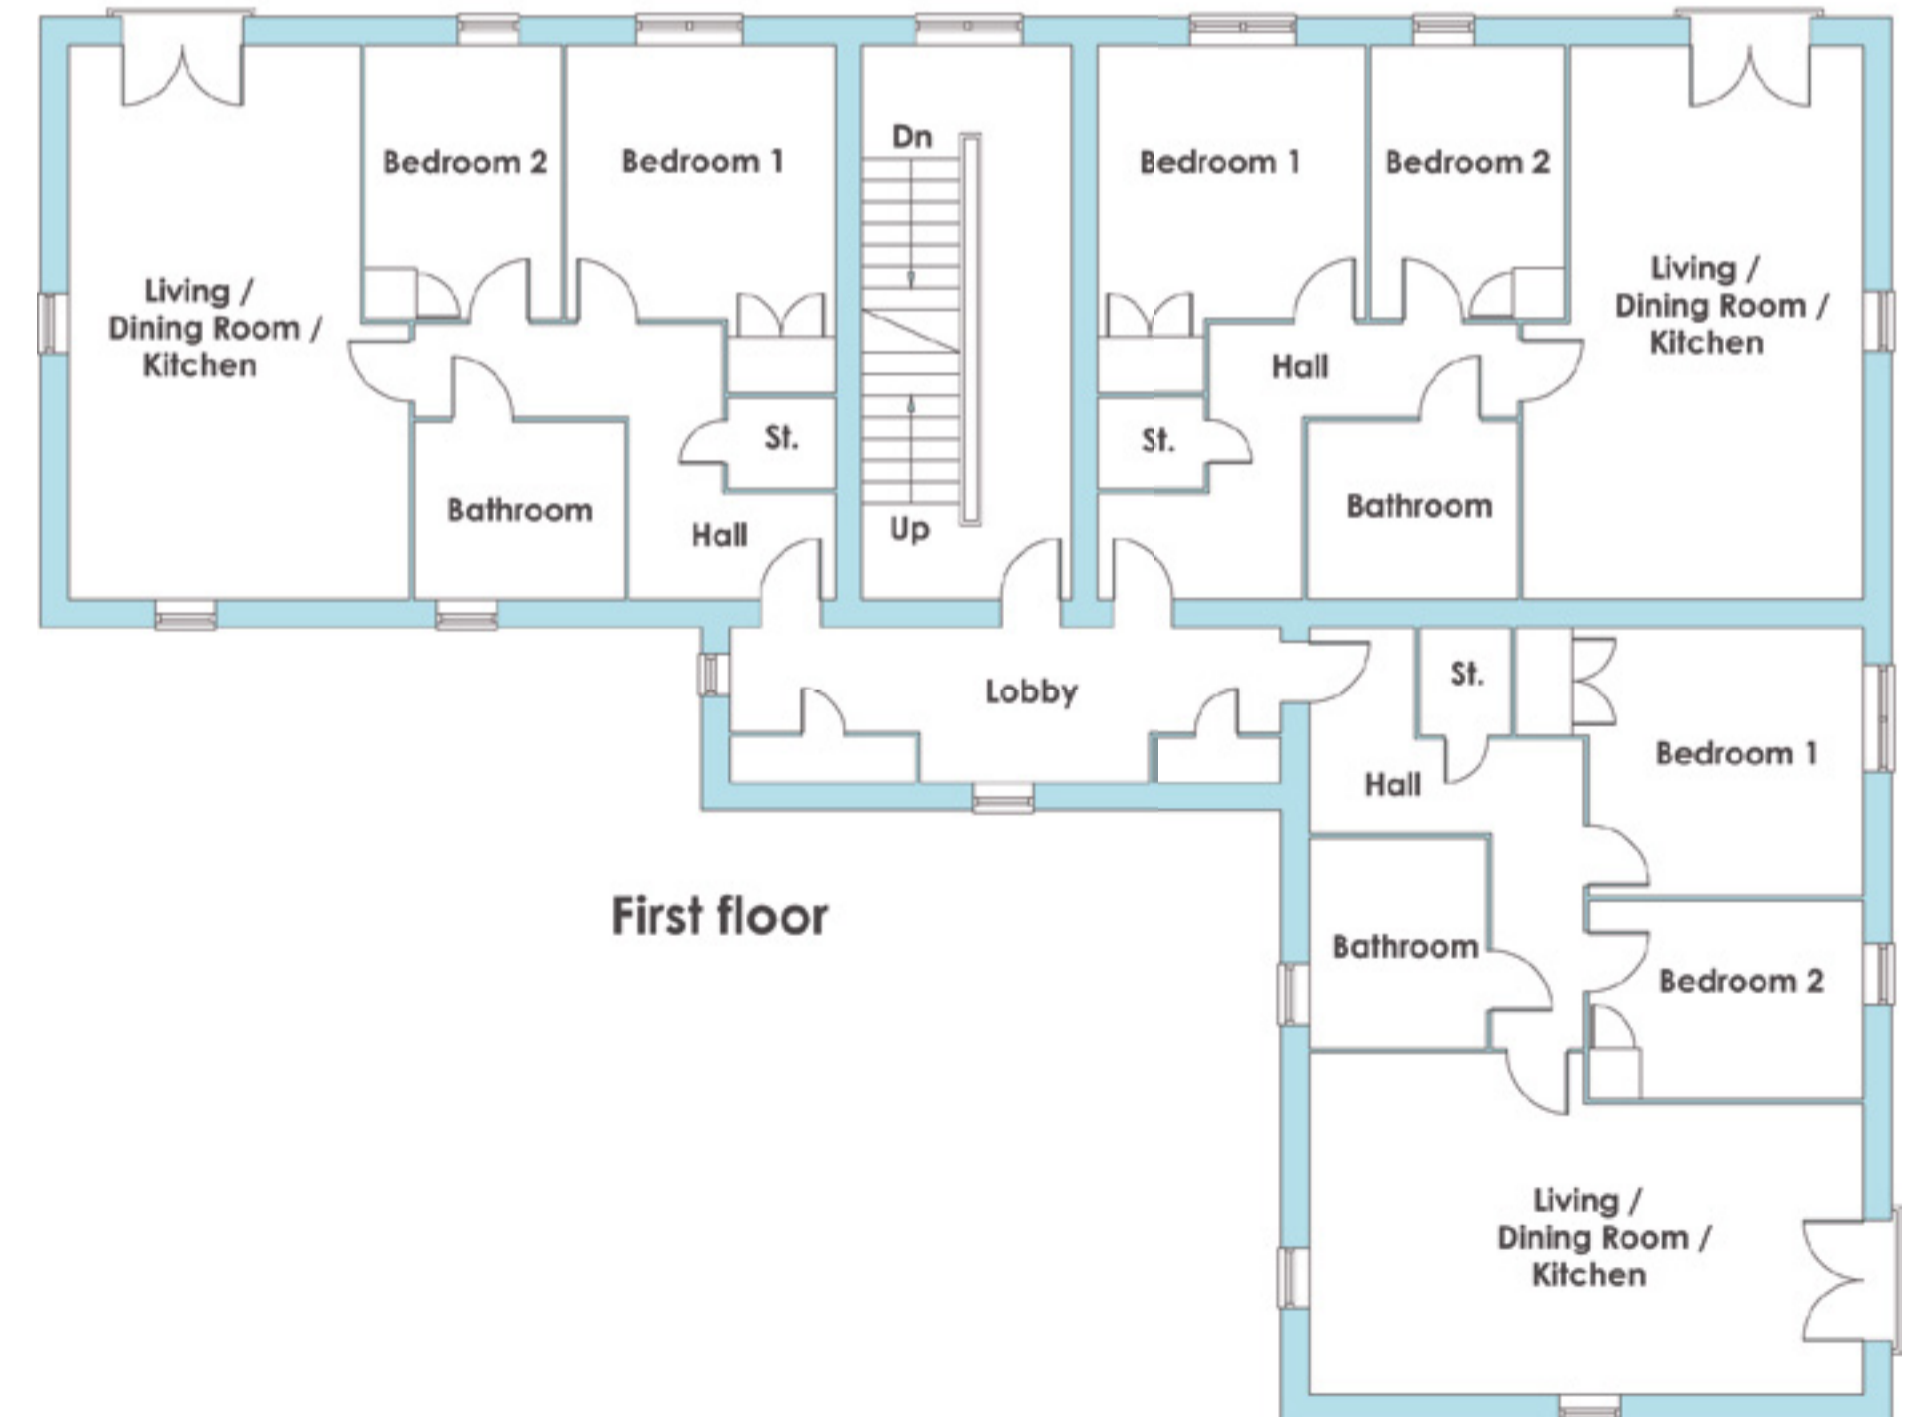 Dn
Bedroom 2
Bedroom 1
Bedroom 1
Bedroom 2
Living /
Dining Room /
Kitchen
Living /
Dining Room /
Kitchen
Hall
St.
St.
Bathroom
Hall
Up
Bathroom
Lobby
St.
Bedroom 1
Hall
First floor
Bathroom
Bedroom 2
Living /
Dining Room /
Kitchen